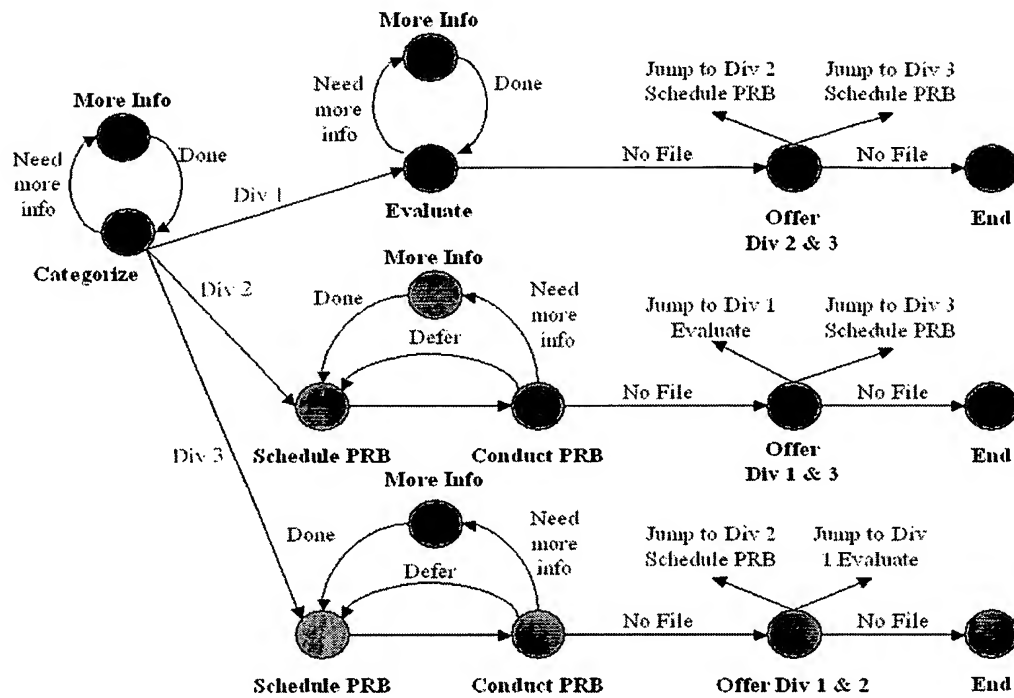 More Info
Need
more
info
Done
Categorize
More Info
Need
more
info
Done
Div 1
Evaluate
No File
Jump to Div 2
Schedule PRB
Jump to Div 3
Schedule PRB
Offer
Div 2 & 3
No File
End
Div 2
More Info
Done
Need
more
info
Defer
Schedule PRB
Conduct PRB
No File
Jump to Div 1
Evaluate
Jump to Div 3
Schedule PRB
Offer
Div 1 & 3
No File
End
Div 3
More Info
Done
Need
more
info
Defer
Schedule PRB
Conduct PRB
No File
Jump to Div 2
Schedule PRB
Jump to Div
1 Evaluate
Offer Div 1 & 2
No File
End